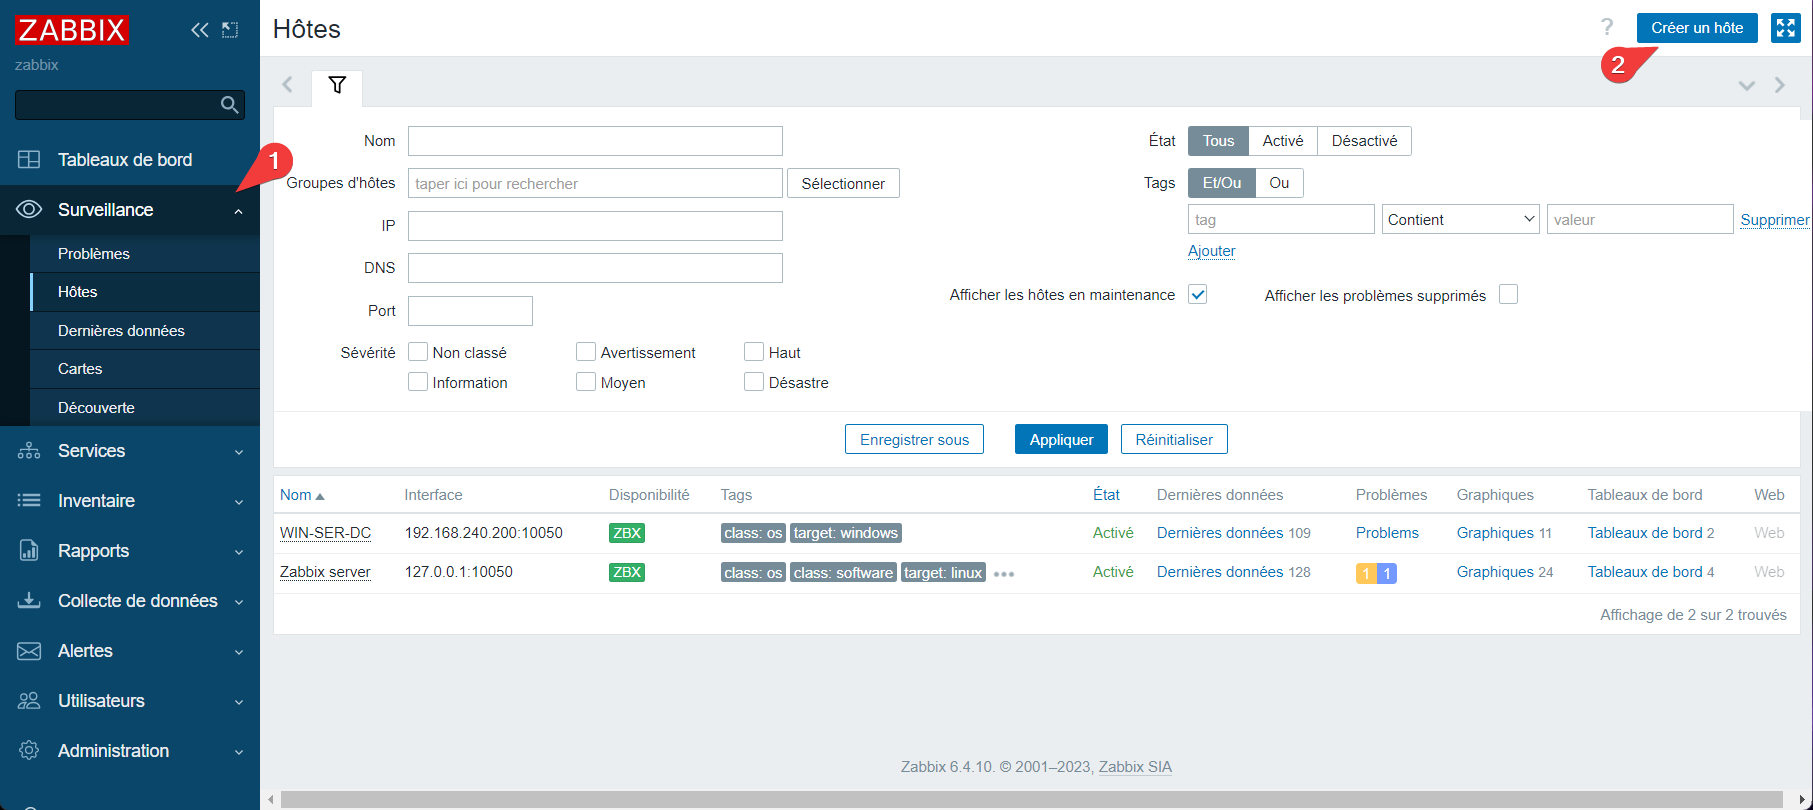 ZABBIX
zabbix
Tableaux de bord
1
Surveillance
Problèmes
Hôtes
Dernières données
Cartes
Découverte
Services
Inventaire
Rapports
Collecte de données
Alertes
Utilisateurs
Administration
Hôtes
?
Créer un hôte
2
Nom
Groupes d'hôtes
taper ici pour rechercher
Sélectionner
IP
DNS
Port
Sévérité
Non classé
Avertissement
Haut
Information
Moyen
Désastre
État
Tous
Activé
Désactivé
Tags
Et/Ou
Ou
tag
Contient
valeur
Supprimer
Ajouter
Afficher les hôtes en maintenance
Afficher les problèmes supprimés
Enregistrer sous
Appliquer
Réinitialiser
Nom Interface Disponibilité Tags État Dernières données Problèmes Graphiques Tableaux de bord Web
WIN-SER-DC 192.168.240.200:10050 ZBX class: os target: windows Activé Dernières données 109 Problems Graphiques 11 Tableaux de bord 2 Web
Zabbix server 127.0.0.1:10050 ZBX class: os class: software target: linux ••• Activé Dernières données 128 1 1 Graphiques 24 Tableaux de bord 4 Web
Affichage de 2 sur 2 trouvés
Zabbix 6.4.10. © 2001–2023, Zabbix SIA